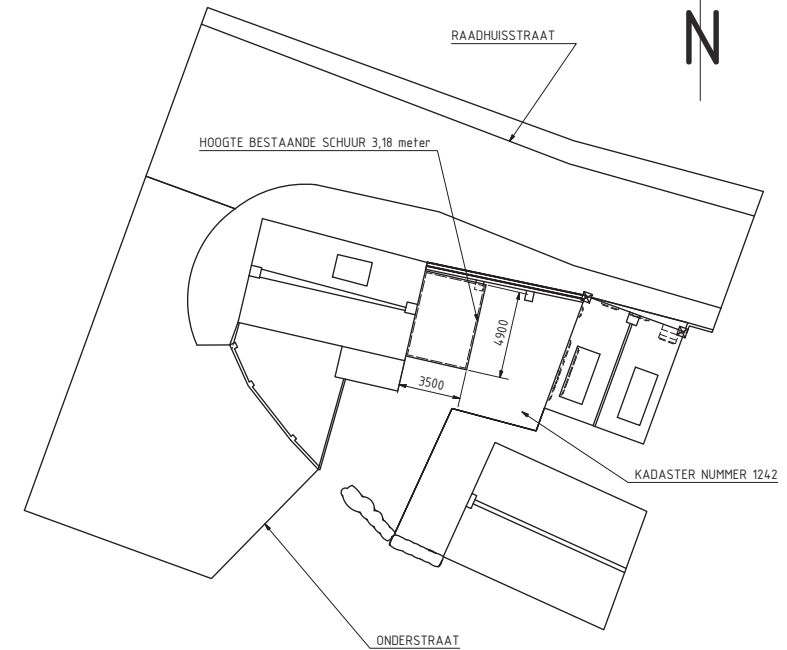 N
RAADHUISSTRAAT
HOOGTE BESTAANDE SCHUUR 3,18 meter
4900
3500
KADASTER NUMMER 1242
ONDERSTRAAT